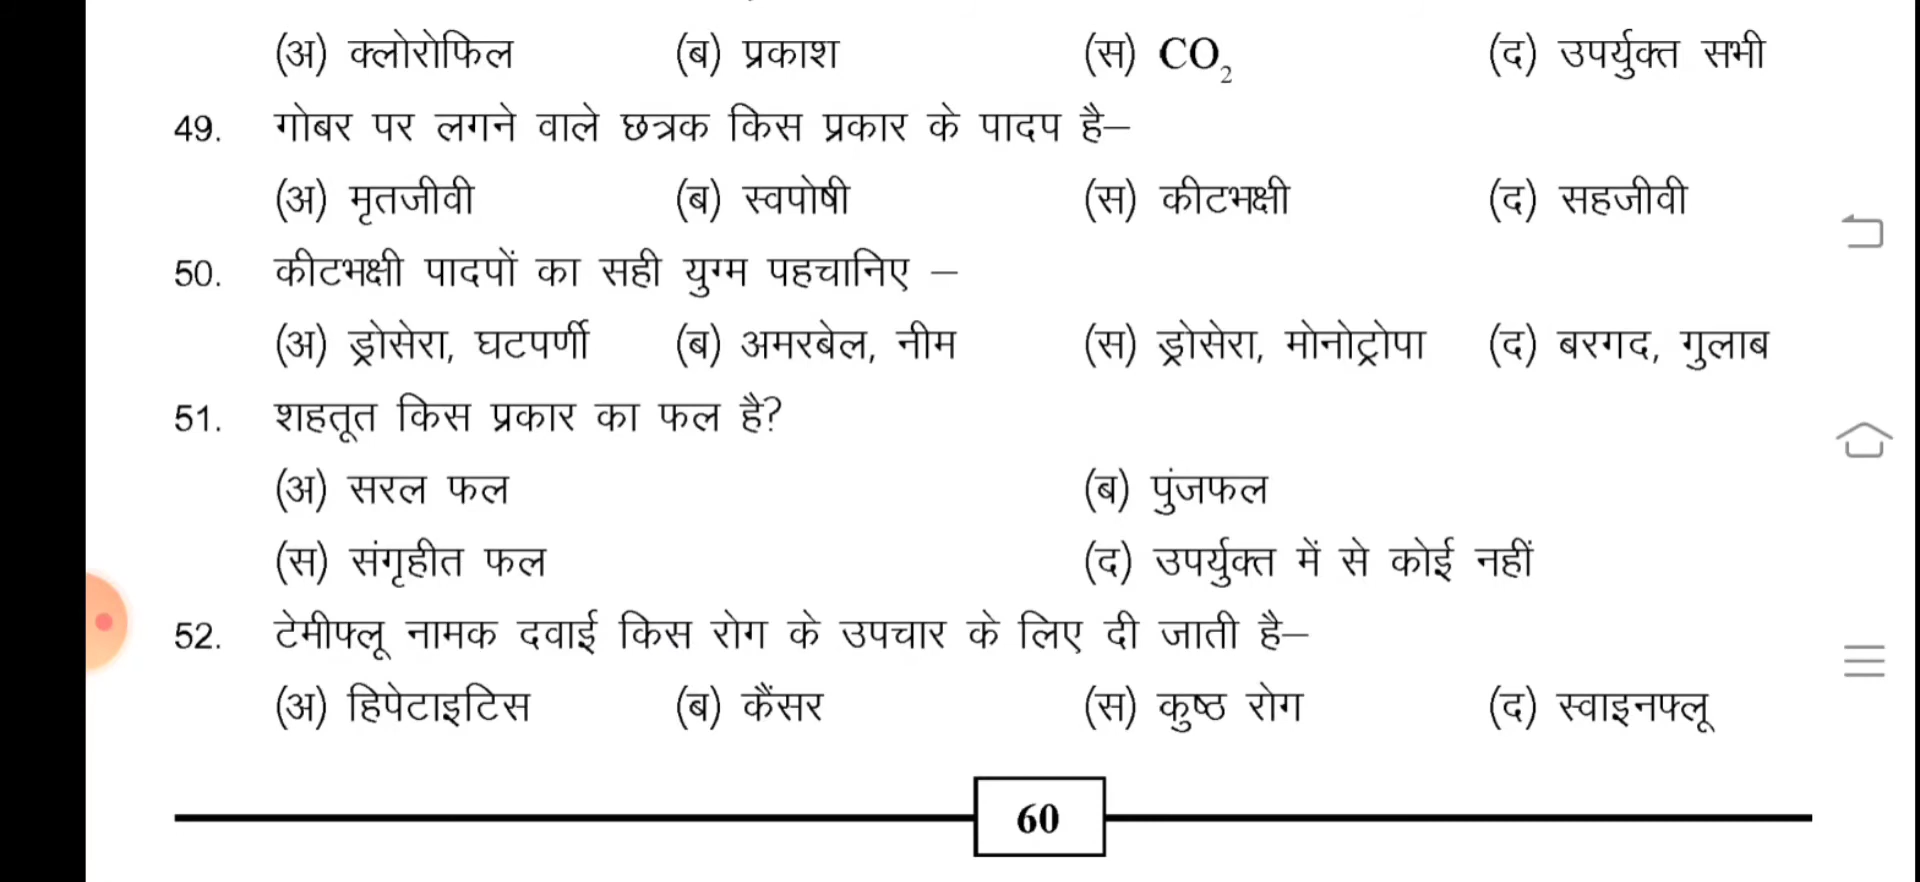 (अ) क्लोरोफिल (ब) प्रकाश (स) CO₂ (द) उपर्युक्त सभी
49. गोबर पर लगने वाले छत्रक किस प्रकार के पादप है–
(अ) मृतजीवी (ब) स्वपोषी (स) कीटभक्षी (द) सहजीवी
50. कीटभक्षी पादपों का सही युग्म पहचानिए –
(अ) ड्रोसेरा, घटपर्णी (ब) अमरबेल, नीम (स) ड्रोसेरा, मोनोट्रोपा (द) बरगद, गुलाब
51. शहतूत किस प्रकार का फल है?
(अ) सरल फल (ब) पुंजफल
(स) संगृहीत फल (द) उपर्युक्त में से कोई नहीं
52. टेमीफ्लू नामक दवाई किस रोग के उपचार के लिए दी जाती है–
(अ) हिपेटाइटिस (ब) कैंसर (स) कुष्ठ रोग (द) स्वाइनफ्लू
60